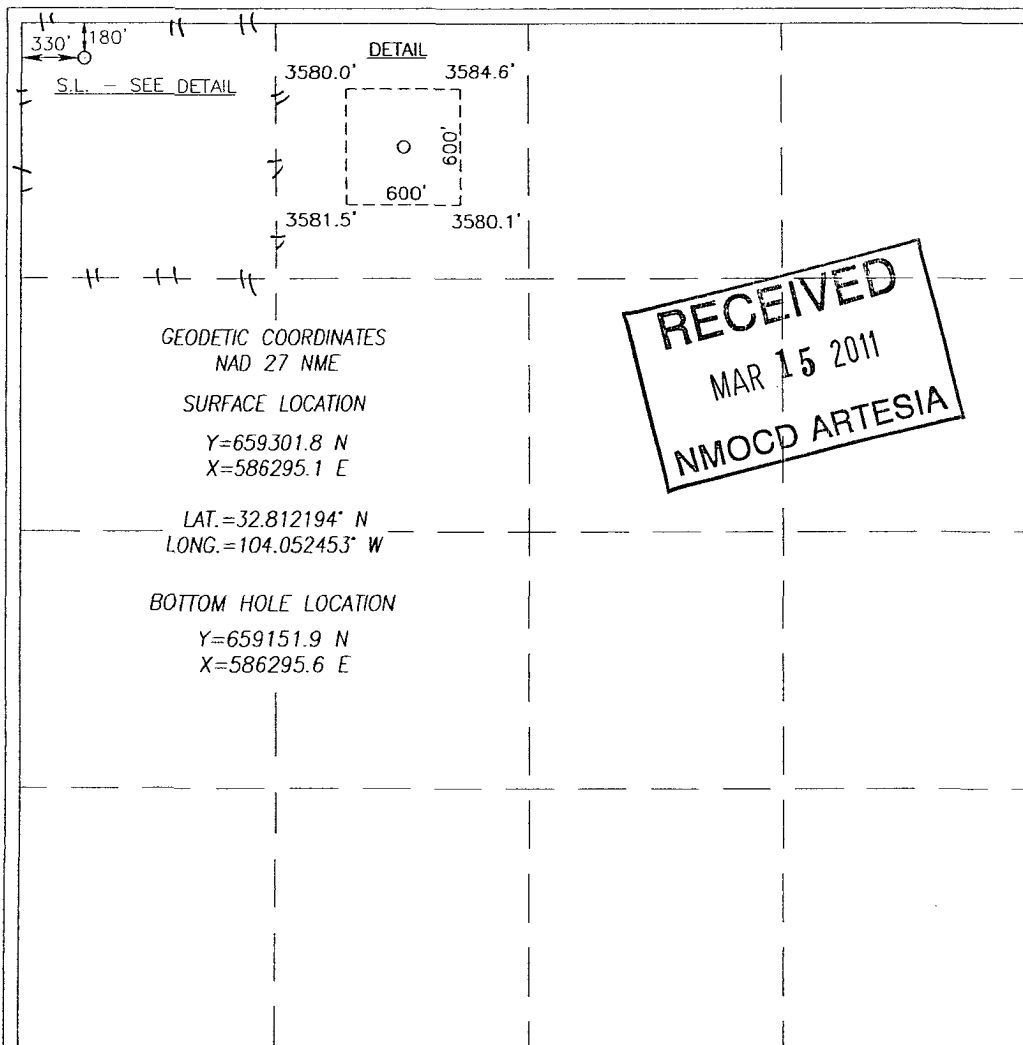 330' 180'
S.L. – SEE DETAIL
DETAIL
3580.0' 3584.6'
600'
600'
3581.5' 3580.1'
GEODETIC COORDINATES
NAD 27 NME
SURFACE LOCATION
Y=659301.8 N
X=586295.1 E
LAT.=32.812194° N
LONG.=104.052453° W
BOTTOM HOLE LOCATION
Y=659151.9 N
X=586295.6 E
RECEIVED
MAR 15 2011
NMOCD ARTESIA